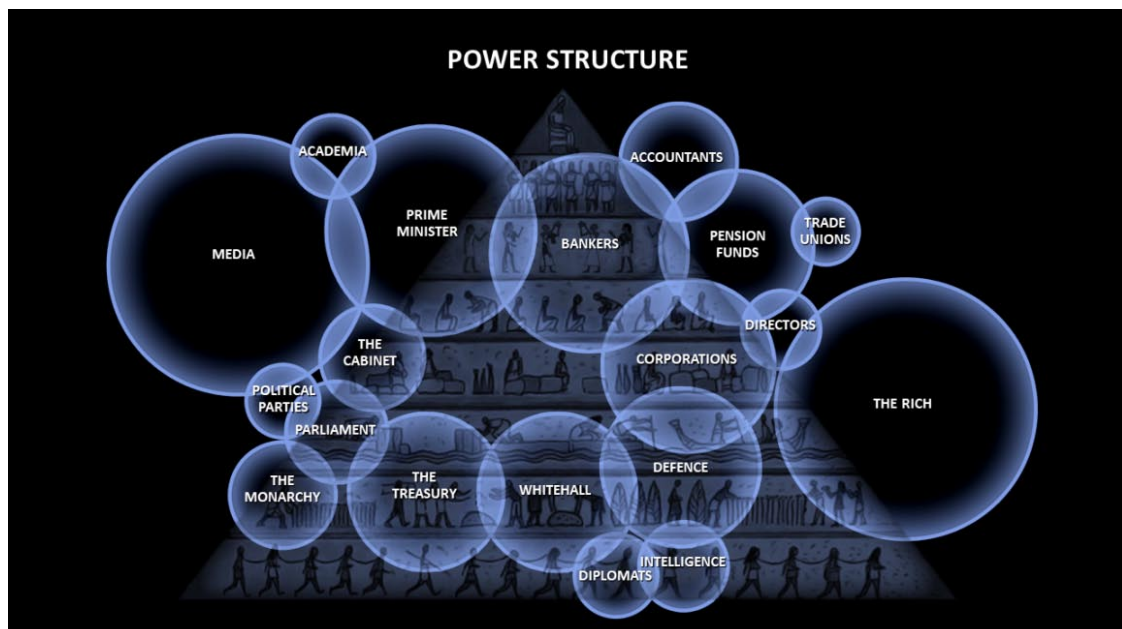 POWER STRUCTURE
ACADEMIA
ACCOUNTANTS
PRIME
MINISTER
MEDIA
BANKERS
PENSION
FUNDS
TRADE
UNIONS
DIRECTORS
THE
CABINET
CORPORATIONS
THE RICH
POLITICAL
PARTIES
PARLIAMENT
THE
MONARCHY
THE
TREASURY
WHITEHALL
DEFENCE
DIPLOMATS
INTELLIGENCE